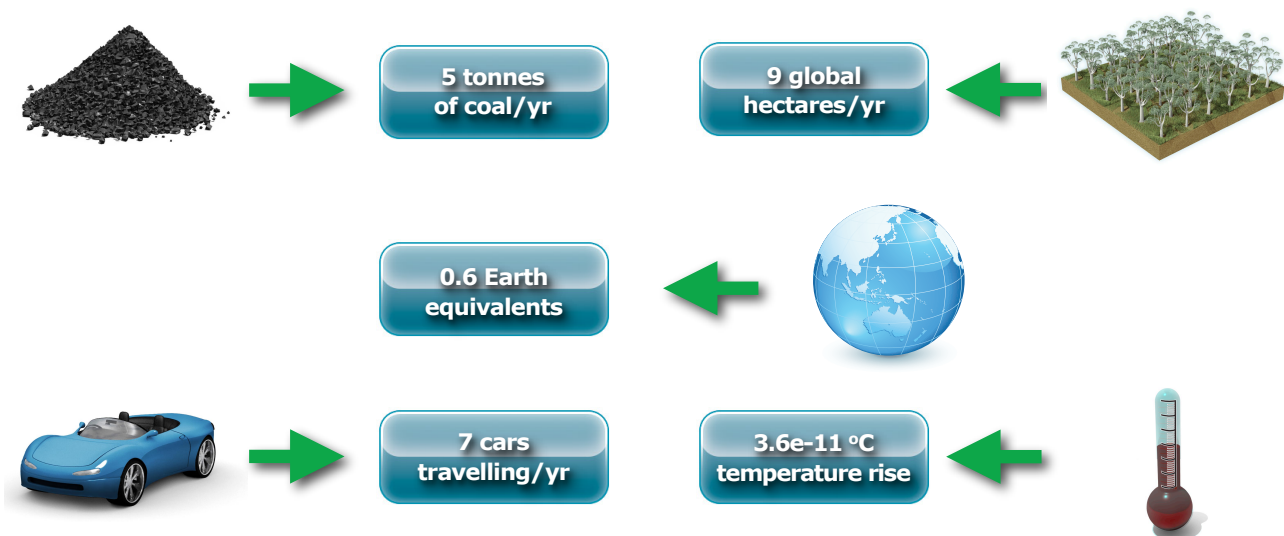 5 tonnes
of coal/yr
9 global
hectares/yr
0.6 Earth
equivalents
7 cars
travelling/yr
3.6e-11 ºC
temperature rise